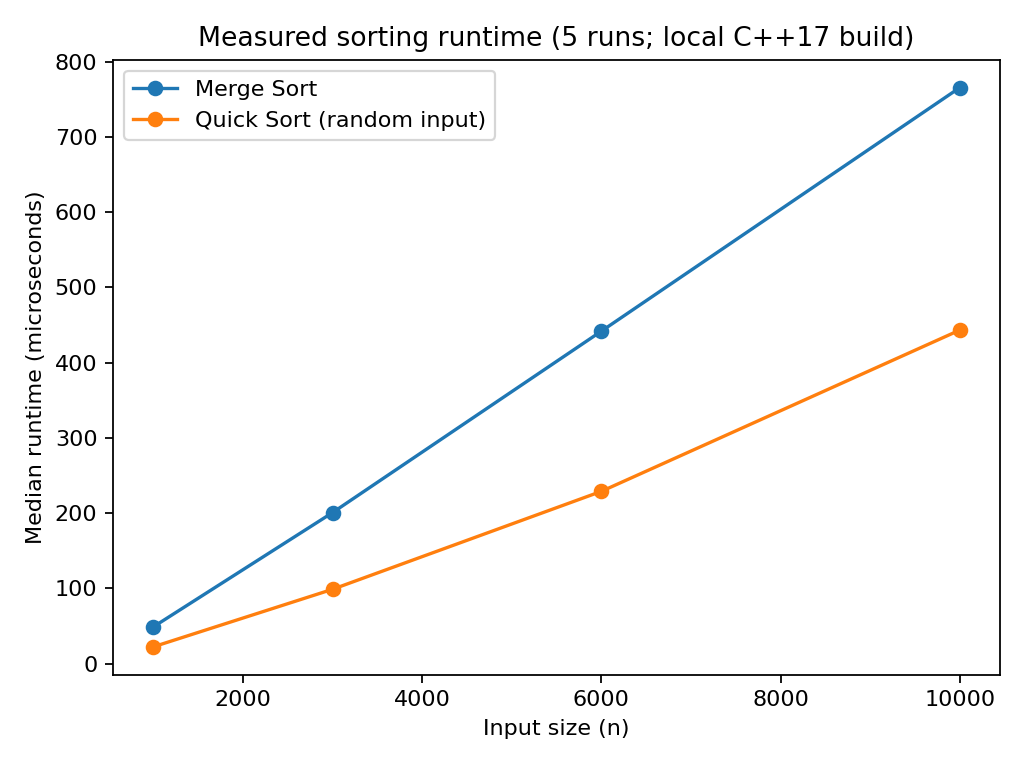 Measured sorting runtime (5 runs; local C++17 build)
Merge Sort
Quick Sort (random input)
Median runtime (microseconds)
800
700
600
500
400
300
200
100
0
2000 4000 6000 8000 10000
Input size (n)